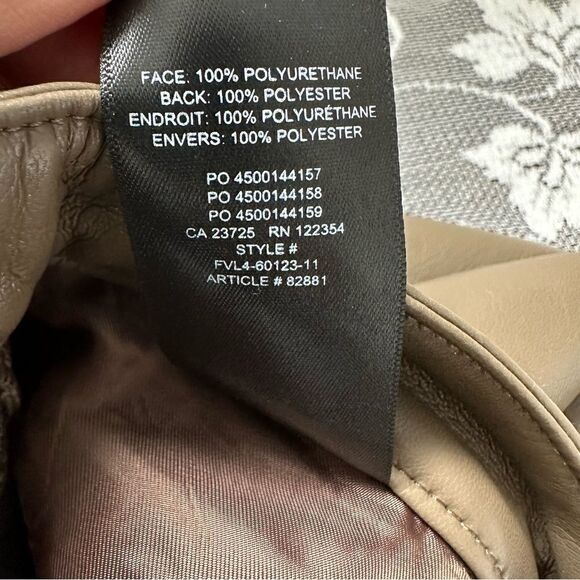 FACE: 100% POLYURETHANE
BACK: 100% POLYESTER
ENDROIT: 100% POLYURÉTHANE
ENVERS: 100% POLYESTER
PO 4500144157
PO 4500144158
PO 4500144159
CA 23725 RN 122354
STYLE #
FVL4-60123-11
ARTICLE # 82881